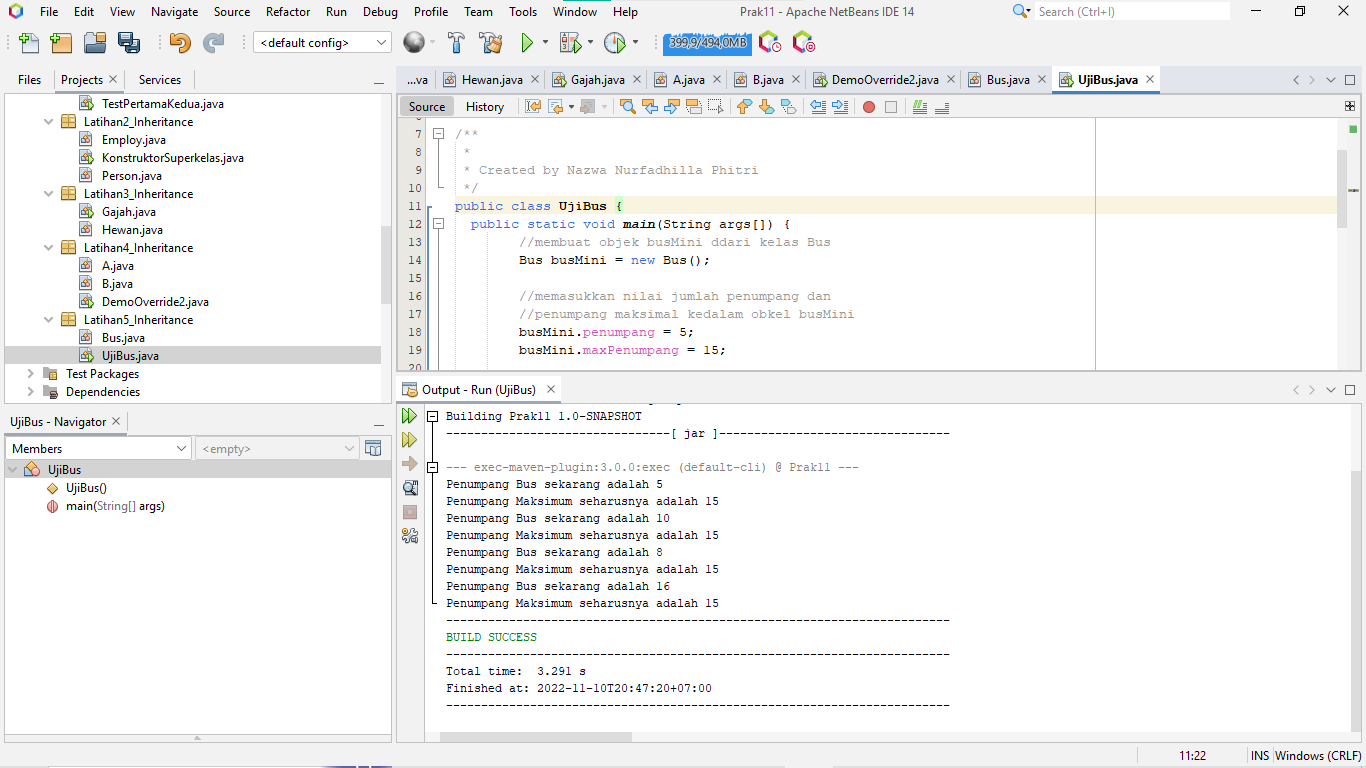 File Edit View Navigate Source Refactor Run Debug Profile Team Tools Window Help
Prak11 - Apache NetBeans IDE 14
Search (Ctrl+I)
<default config>
399,9/494,0MB
Files Projects Services
TestPertamaKedua.java
Latihan2_Inheritance
Employ.java
KonstruktorSuperkelas.java
Person.java
Latihan3_Inheritance
Gajah.java
Hewan.java
Latihan4_Inheritance
A.java
B.java
DemoOverride2.java
Latihan5_Inheritance
Bus.java
UjiBus.java
Test Packages
Dependencies
UjiBus - Navigator
Members
<empty>
UjiBus
UjiBus()
main(String[] args)
...va Hewan.java Gajah.java A.java B.java DemoOverride2.java Bus.java UjiBus.java
Source History
7 /**
8 *
9 * Created by Nazwa Nurfadhilla Phitri
10 */
11 public class UjiBus {
12 public static void main(String args[]) {
13 //membuat objek busMini ddari kelas Bus
14 Bus busMini = new Bus();
15
16 //memasukkan nilai jumlah penumpang dan
17 //penumpang maksimal kedalam obkel busMini
18 busMini.penumpang = 5;
19 busMini.maxPenumpang = 15;
20
Output - Run (UjiBus)
Building Prak11 1.0-SNAPSHOT
--------------------------------[ jar ]---------------------------------
--- exec-maven-plugin:3.0.0:exec (default-cli) @ Prak11 ---
Penumpang Bus sekarang adalah 5
Penumpang Maksimum seharusnya adalah 15
Penumpang Bus sekarang adalah 10
Penumpang Maksimum seharusnya adalah 15
Penumpang Bus sekarang adalah 8
Penumpang Maksimum seharusnya adalah 15
Penumpang Bus sekarang adalah 16
Penumpang Maksimum seharusnya adalah 15
------------------------------------------------------------------------
BUILD SUCCESS
------------------------------------------------------------------------
Total time:  3.291 s
Finished at: 2022-11-10T20:47:20+07:00
------------------------------------------------------------------------
11:22 INS Windows (CRLF)